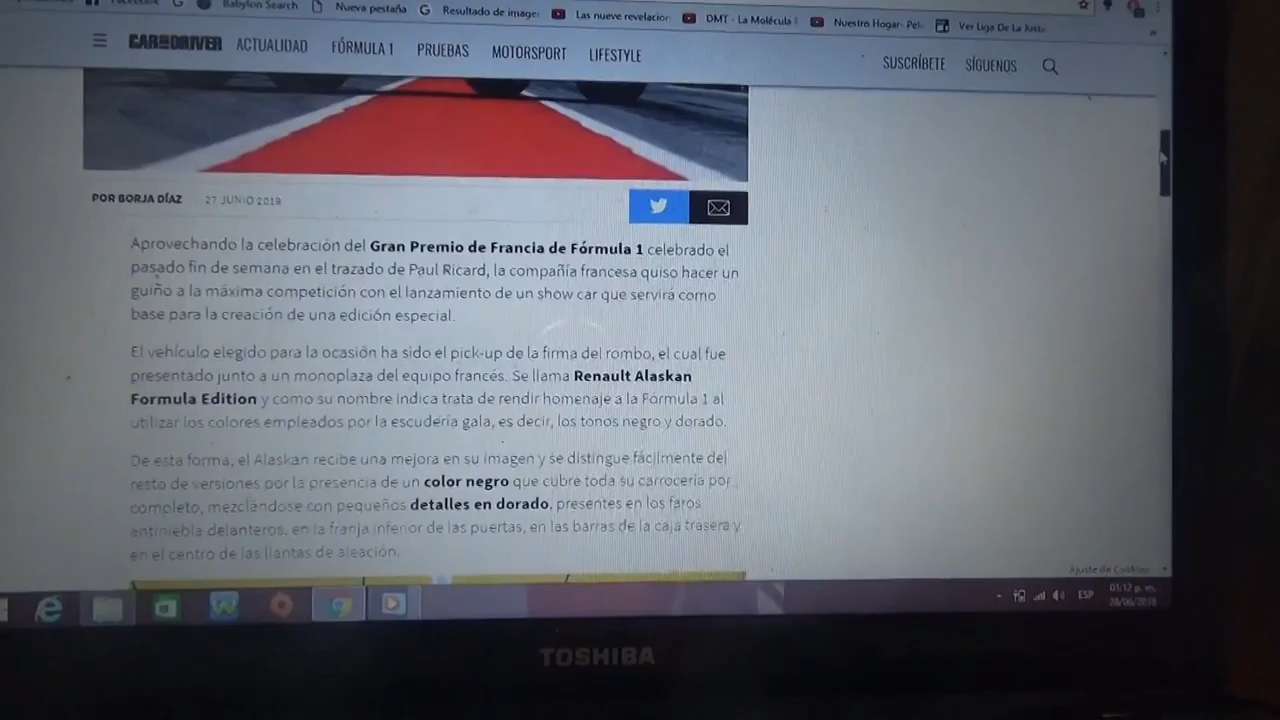 Babylon Search Nueva pestaña Resultado de image: Las nueve revelacion DMT - La Molécula Nuestro Hogar- Pel Ver Liga De La Justi
CAR and DRIVER ACTUALIDAD FÓRMULA 1 PRUEBAS MOTORSPORT LIFESTYLE SUSCRÍBETE SÍGUENOS
POR BORJA DÍAZ 27 JUNIO 2018
Aprovechando la celebración del Gran Premio de Francia de Fórmula 1 celebrado el
pasado fin de semana en el trazado de Paul Ricard, la compañía francesa quiso hacer un
guiño a la máxima competición con el lanzamiento de un show car que servirá como
base para la creación de una edición especial.
El vehículo elegido para la ocasión ha sido el pick-up de la firma del rombo, el cual fue
presentado junto a un monoplaza del equipo francés. Se llama Renault Alaskan
Formula Edition y como su nombre indica trata de rendir homenaje a la Fórmula 1 al
utilizar los colores empleados por la escudería gala, es decir, los tonos negro y dorado.
De esta forma, el Alaskan recibe una mejora en su imagen y se distingue fácilmente del
resto de versiones por la presencia de un color negro que cubre toda su carrocería por
completo, mezclándose con pequeños detalles en dorado, presentes en los faros
antiniebla delanteros, en la franja inferior de las puertas, en las barras de la caja trasera y
en el centro de las llantas de aleación.
Ajuste de Cookies
ESP 01:12 p. m.
28/06/2018
TOSHIBA